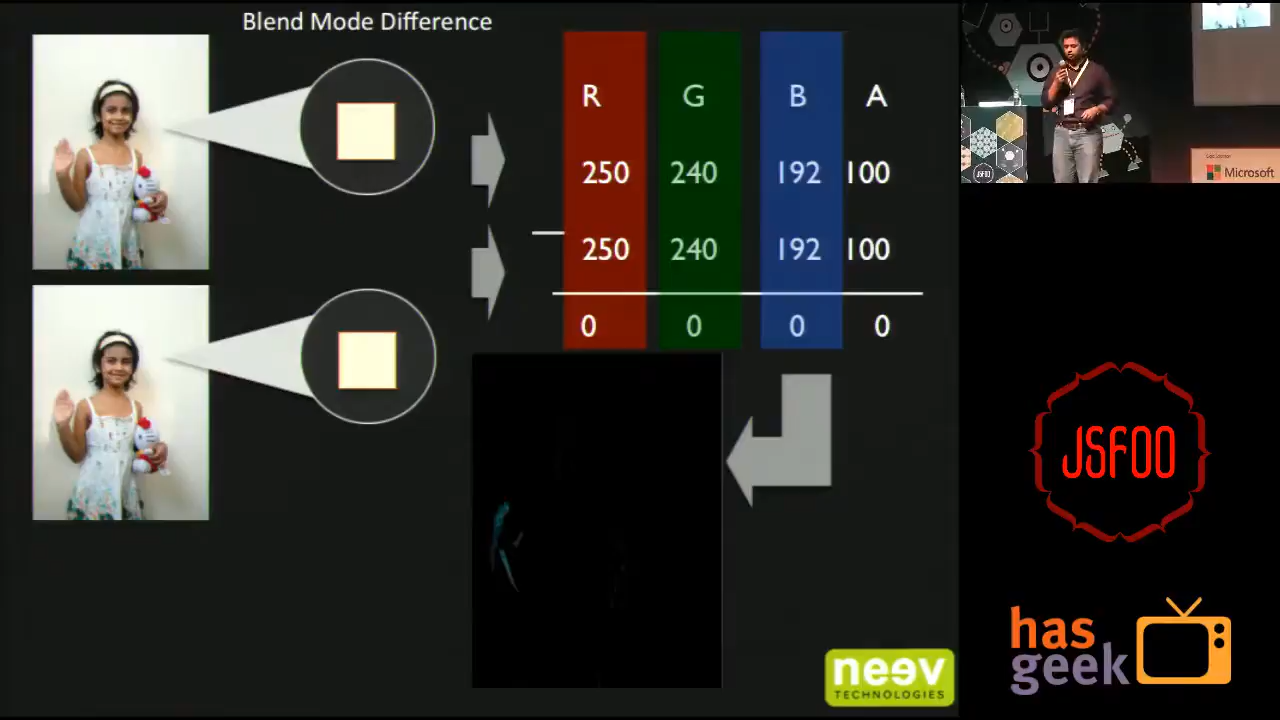 Blend Mode Difference
R G B A
250 240 192 100
250 240 192 100
0 0 0 0
neev
TECHNOLOGIES
Microsoft
JSFOO
has
geek